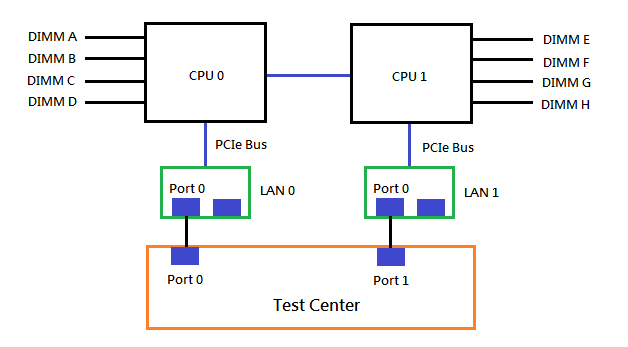 DIMM A
DIMM B
DIMM C
DIMM D
CPU 0
CPU 1
DIMM E
DIMM F
DIMM G
DIMM H
PCIe Bus
PCIe Bus
Port 0
LAN 0
Port 0
LAN 1
Port 0
Port 1
Test Center